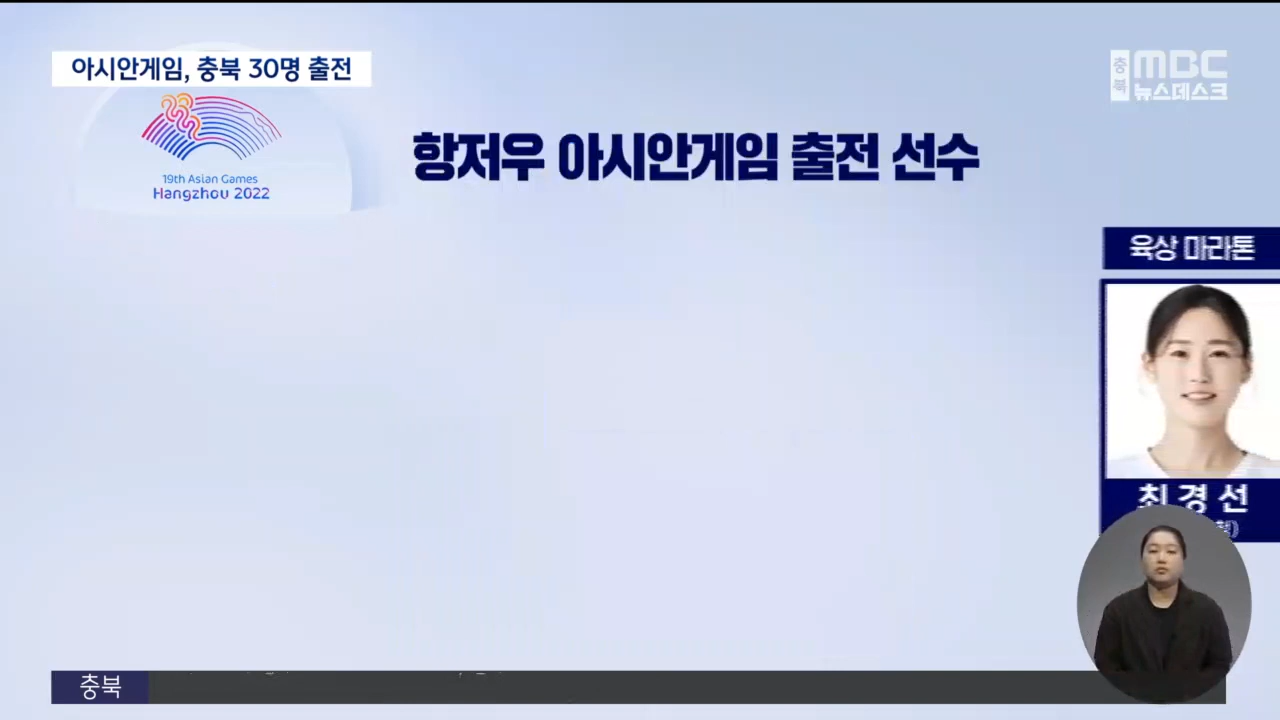 아시안게임, 충북 30명 출전
충북 MBC
뉴스데스크
19th Asian Games
Hangzhou 2022
항저우 아시안게임 출전 선수
육상 마라톤
최경선
충북